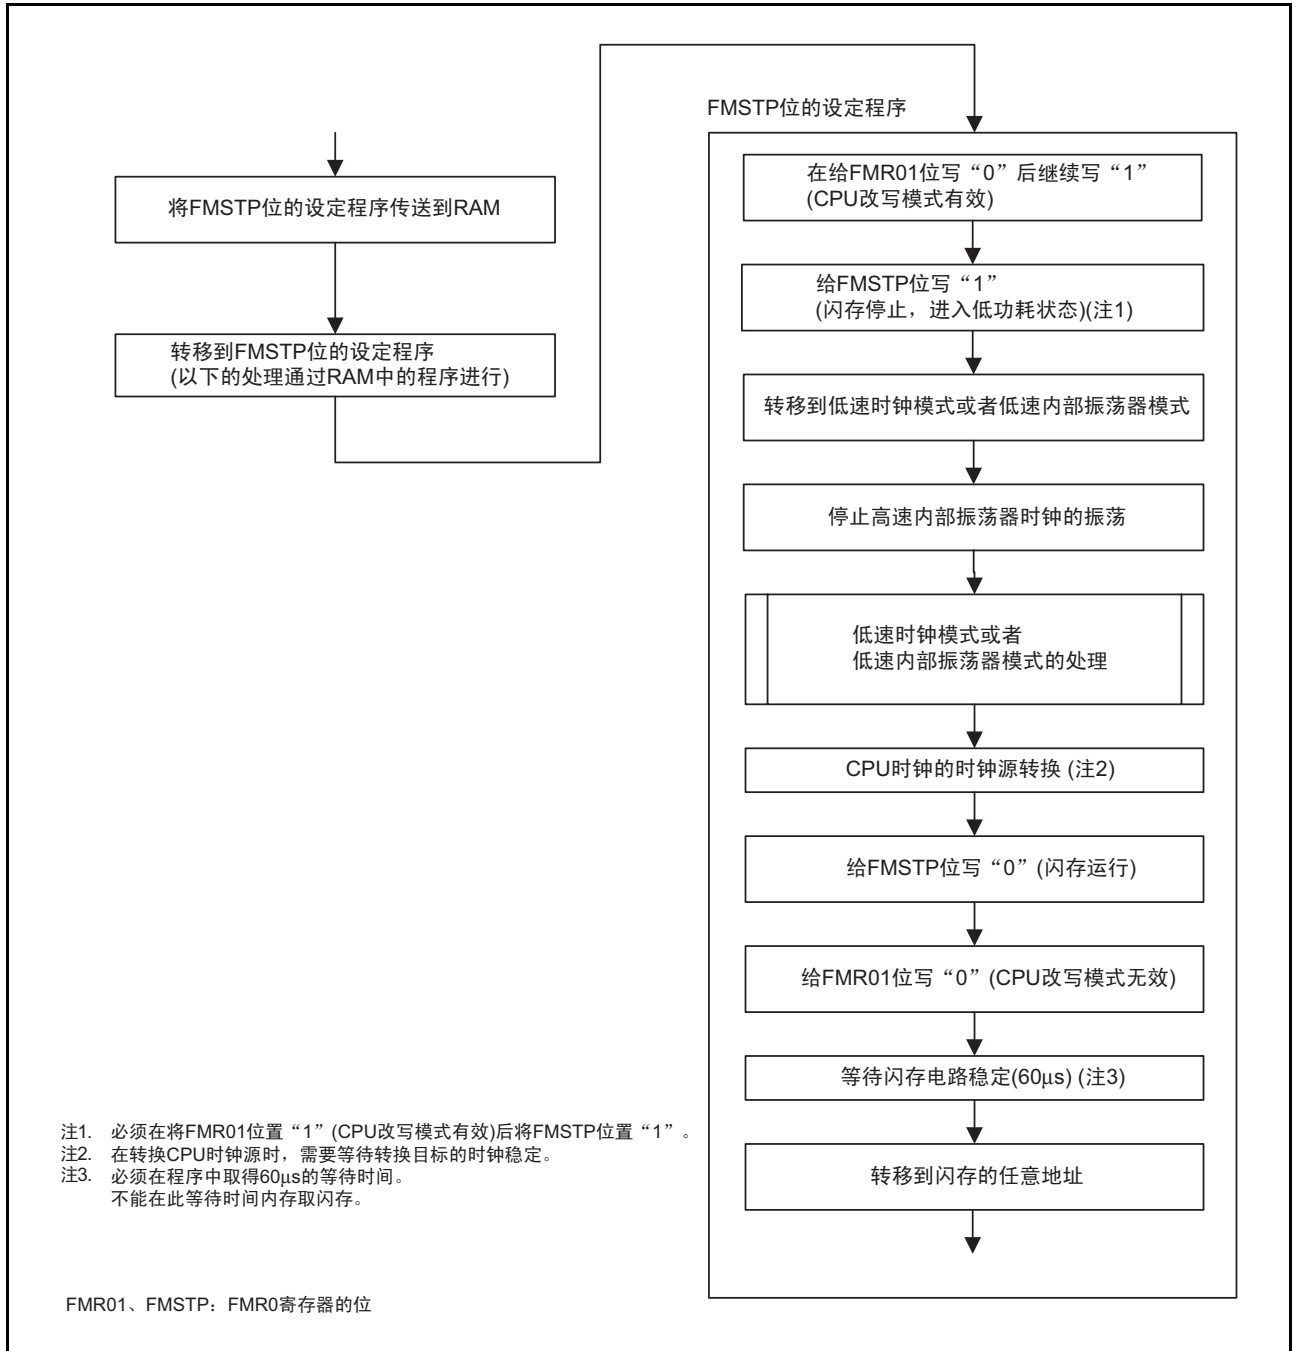 将FMSTP位的设定程序传送到RAM
转移到FMSTP位的设定程序
(以下的处理通过RAM中的程序进行)
FMSTP位的设定程序
在给FMR01位写“0”后继续写“1”
(CPU改写模式有效)
给FMSTP位写“1”
(闪存停止，进入低功耗状态)(注1)
转移到低速时钟模式或者低速内部振荡器模式
停止高速内部振荡器时钟的振荡
低速时钟模式或者
低速内部振荡器模式的处理
CPU时钟的时钟源转换 (注2)
给FMSTP位写“0”(闪存运行)
给FMR01位写“0”(CPU改写模式无效)
等待闪存电路稳定(60μs) (注3)
转移到闪存的任意地址
注1. 必须在将FMR01位置“1”(CPU改写模式有效)后将FMSTP位置“1”。
注2. 在转换CPU时钟源时，需要等待转换目标的时钟稳定。
注3. 必须在程序中取得60μs的等待时间。
不能在此等待时间内存取闪存。
FMR01、FMSTP：FMR0寄存器的位